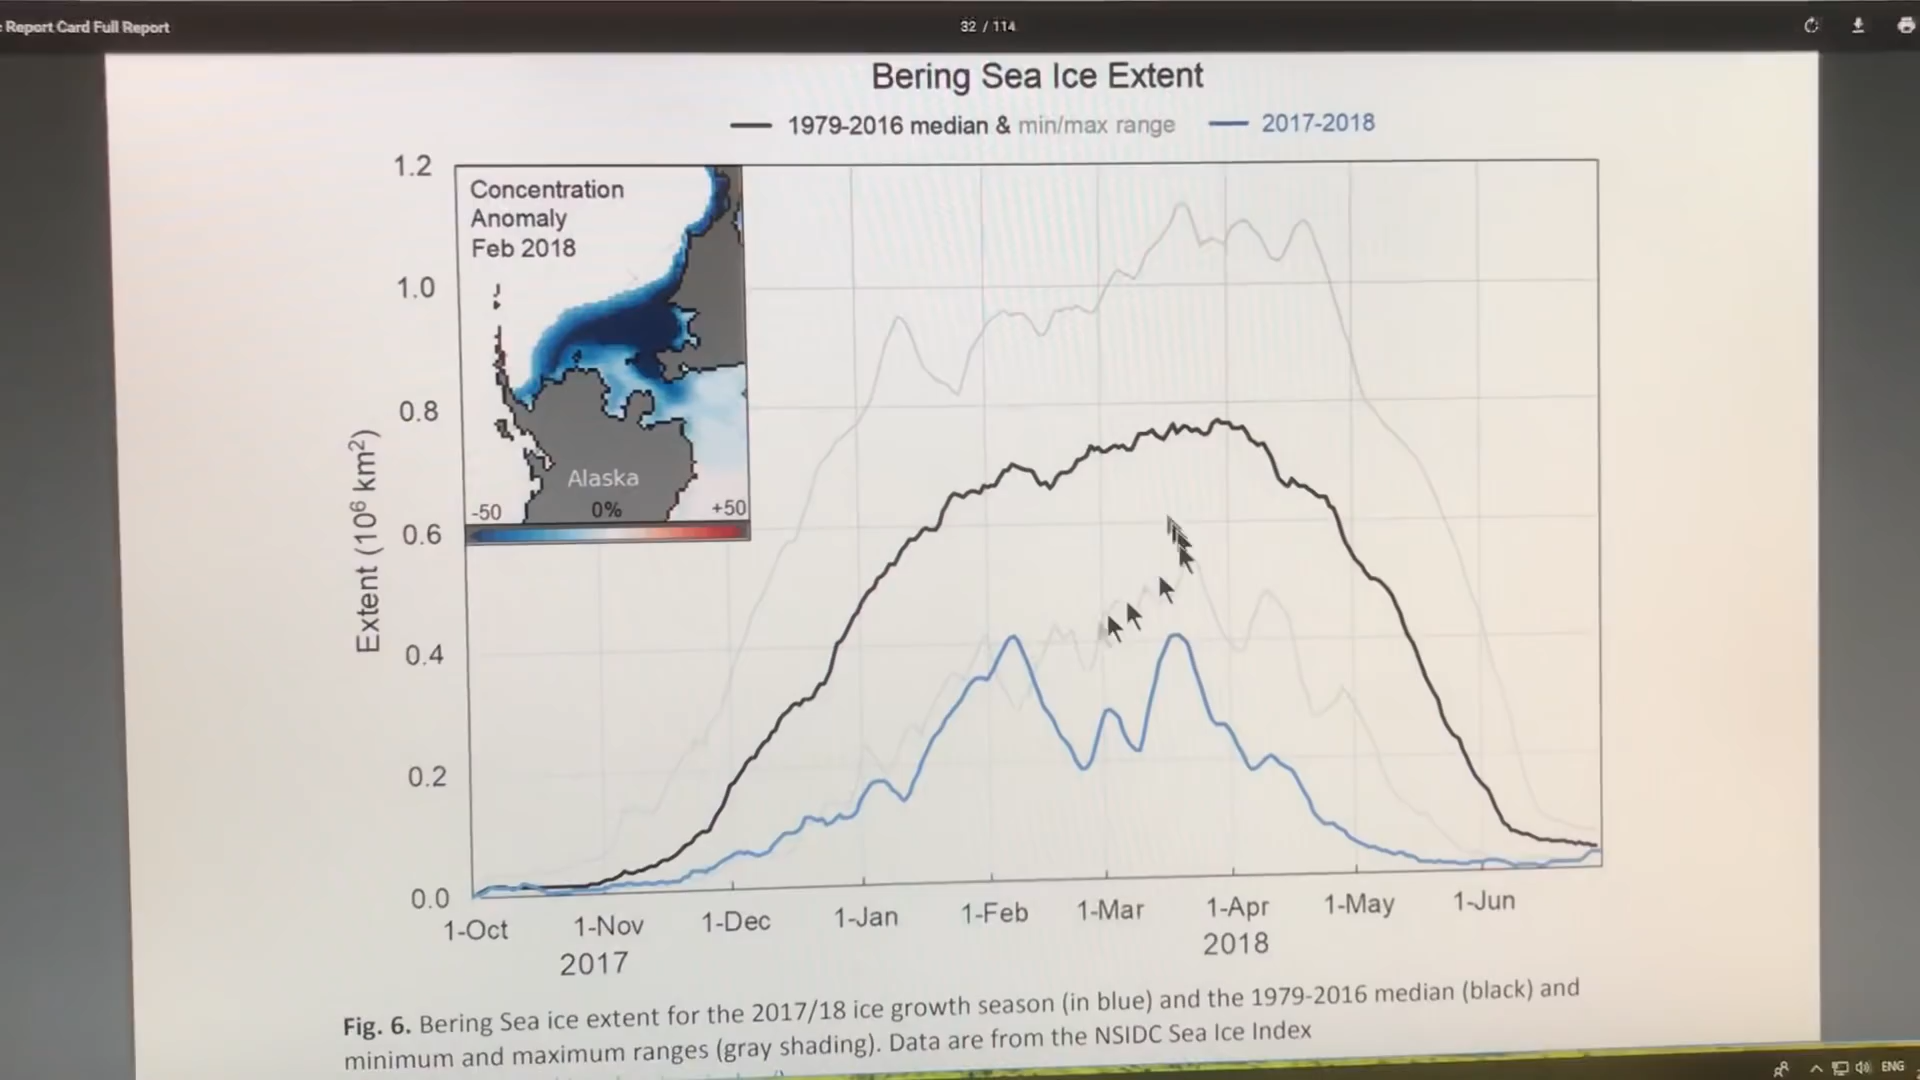 : Report Card Full Report
32 / 114
Bering Sea Ice Extent
1979-2016 median & min/max range
2017-2018
1.2
1.0
0.8
0.6
0.4
0.2
0.0
Extent (10⁶ km²)
Concentration
Anomaly
Feb 2018
Alaska
-50 0% +50
1-Oct 1-Nov 1-Dec 1-Jan 1-Feb 1-Mar 1-Apr 1-May 1-Jun
2017 2018
Fig. 6. Bering Sea ice extent for the 2017/18 ice growth season (in blue) and the 1979-2016 median (black) and
minimum and maximum ranges (gray shading). Data are from the NSIDC Sea Ice Index
ENG